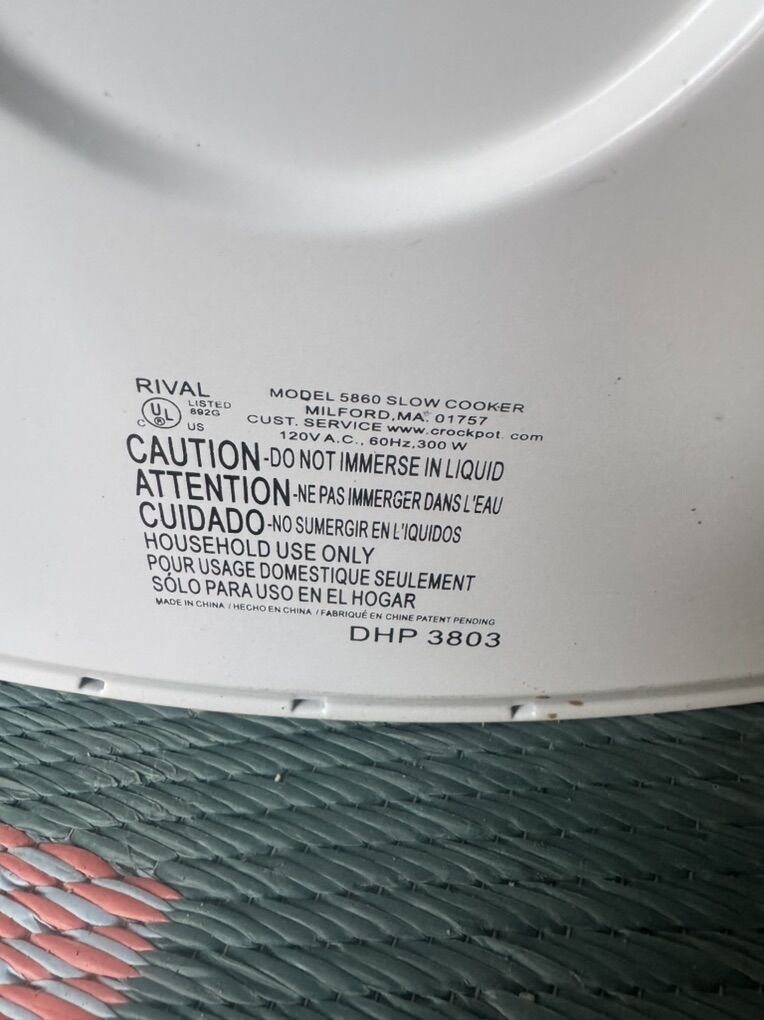 RIVAL
C UL ® US
LISTED
892G
MODEL 5860 SLOW COOKER
MILFORD,MA. 01757
CUST. SERVICE www.crockpot.com
120V A.C., 60Hz,300 W
CAUTION-DO NOT IMMERSE IN LIQUID
ATTENTION-NE PAS IMMERGER DANS L'EAU
CUIDADO-NO SUMERGIR EN L'IQUIDOS
HOUSEHOLD USE ONLY
POUR USAGE DOMESTIQUE SEULEMENT
SÓLO PARA USO EN EL HOGAR
MADE IN CHINA / HECHO EN CHINA / FABRIQUÉ EN CHINE PATENT PENDING
DHP 3803